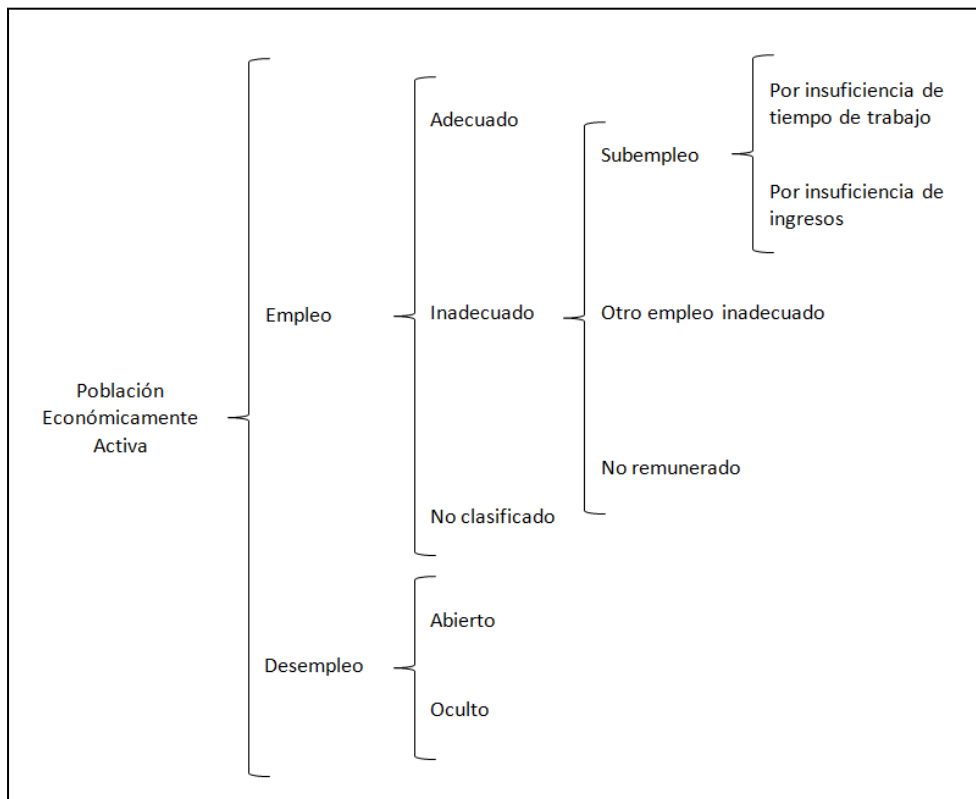 Población
Económicamente
Activa
Empleo
Adecuado
Inadecuado
Subempleo
Por insuficiencia de
tiempo de trabajo
Por insuficiencia de
ingresos
Otro empleo inadecuado
No remunerado
No clasificado
Desempleo
Abierto
Oculto